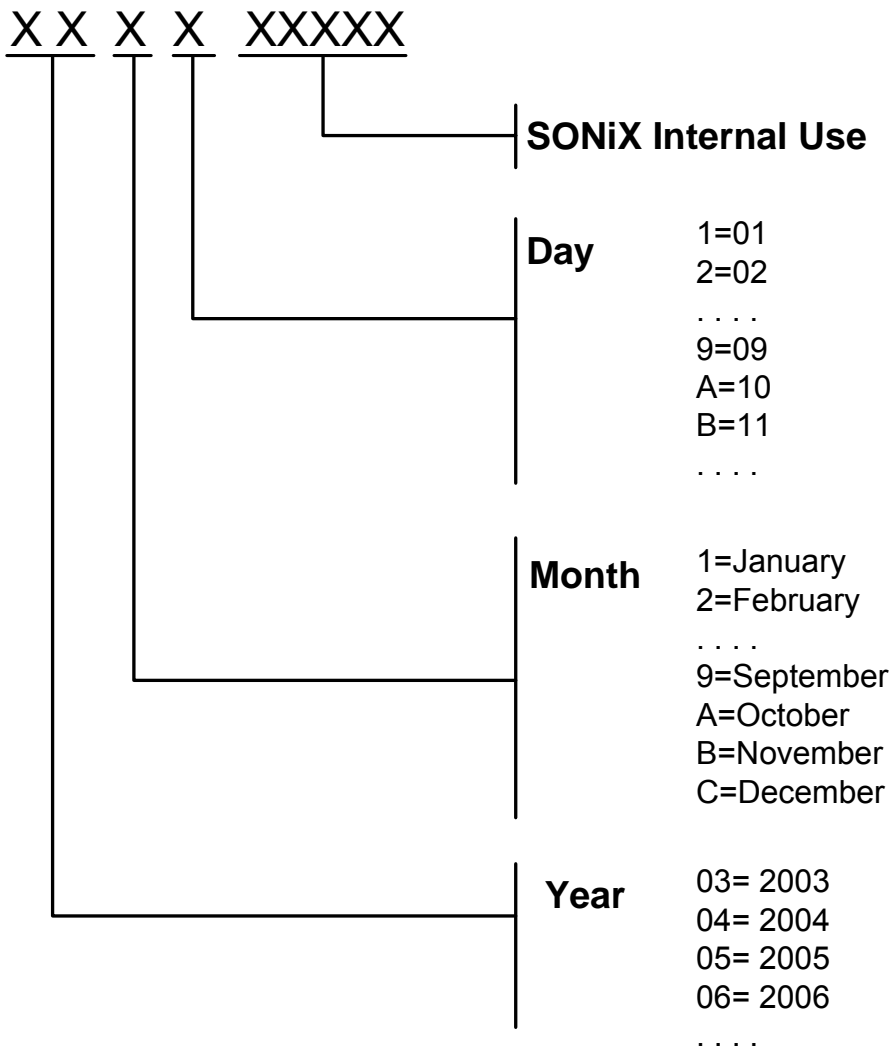 XX X X XXXXX
SONiX Internal Use
Day
1=01
2=02
. . . .
9=09
A=10
B=11
. . . .
Month
1=January
2=February
. . . .
9=September
A=October
B=November
C=December
Year
03= 2003
04= 2004
05= 2005
06= 2006
. . . .